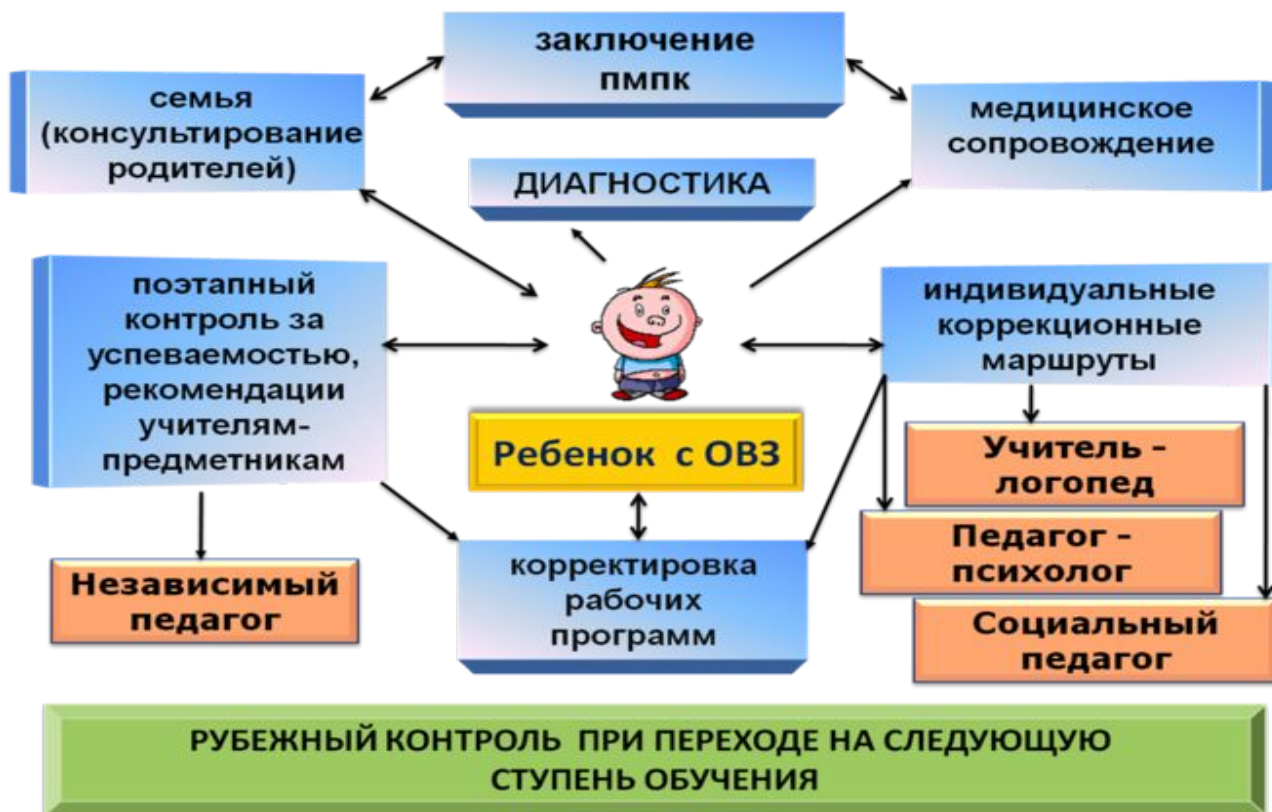 заключение
пмпк
семья
(консультирование
родителей)
медицинское
сопровождение
ДИАГНОСТИКА
поэтапный
контроль за
успеваемостью,
рекомендации
учителям-
предметникам
индивидуальные
коррекционные
маршруты
Ребенок с ОВЗ
Учитель -
логопед
Педагог -
психолог
Социальный
педагог
Независимый
педагог
корректировка
рабочих
программ
РУБЕЖНЫЙ КОНТРОЛЬ ПРИ ПЕРЕХОДЕ НА СЛЕДУЮЩУЮ
СТУПЕНЬ ОБУЧЕНИЯ